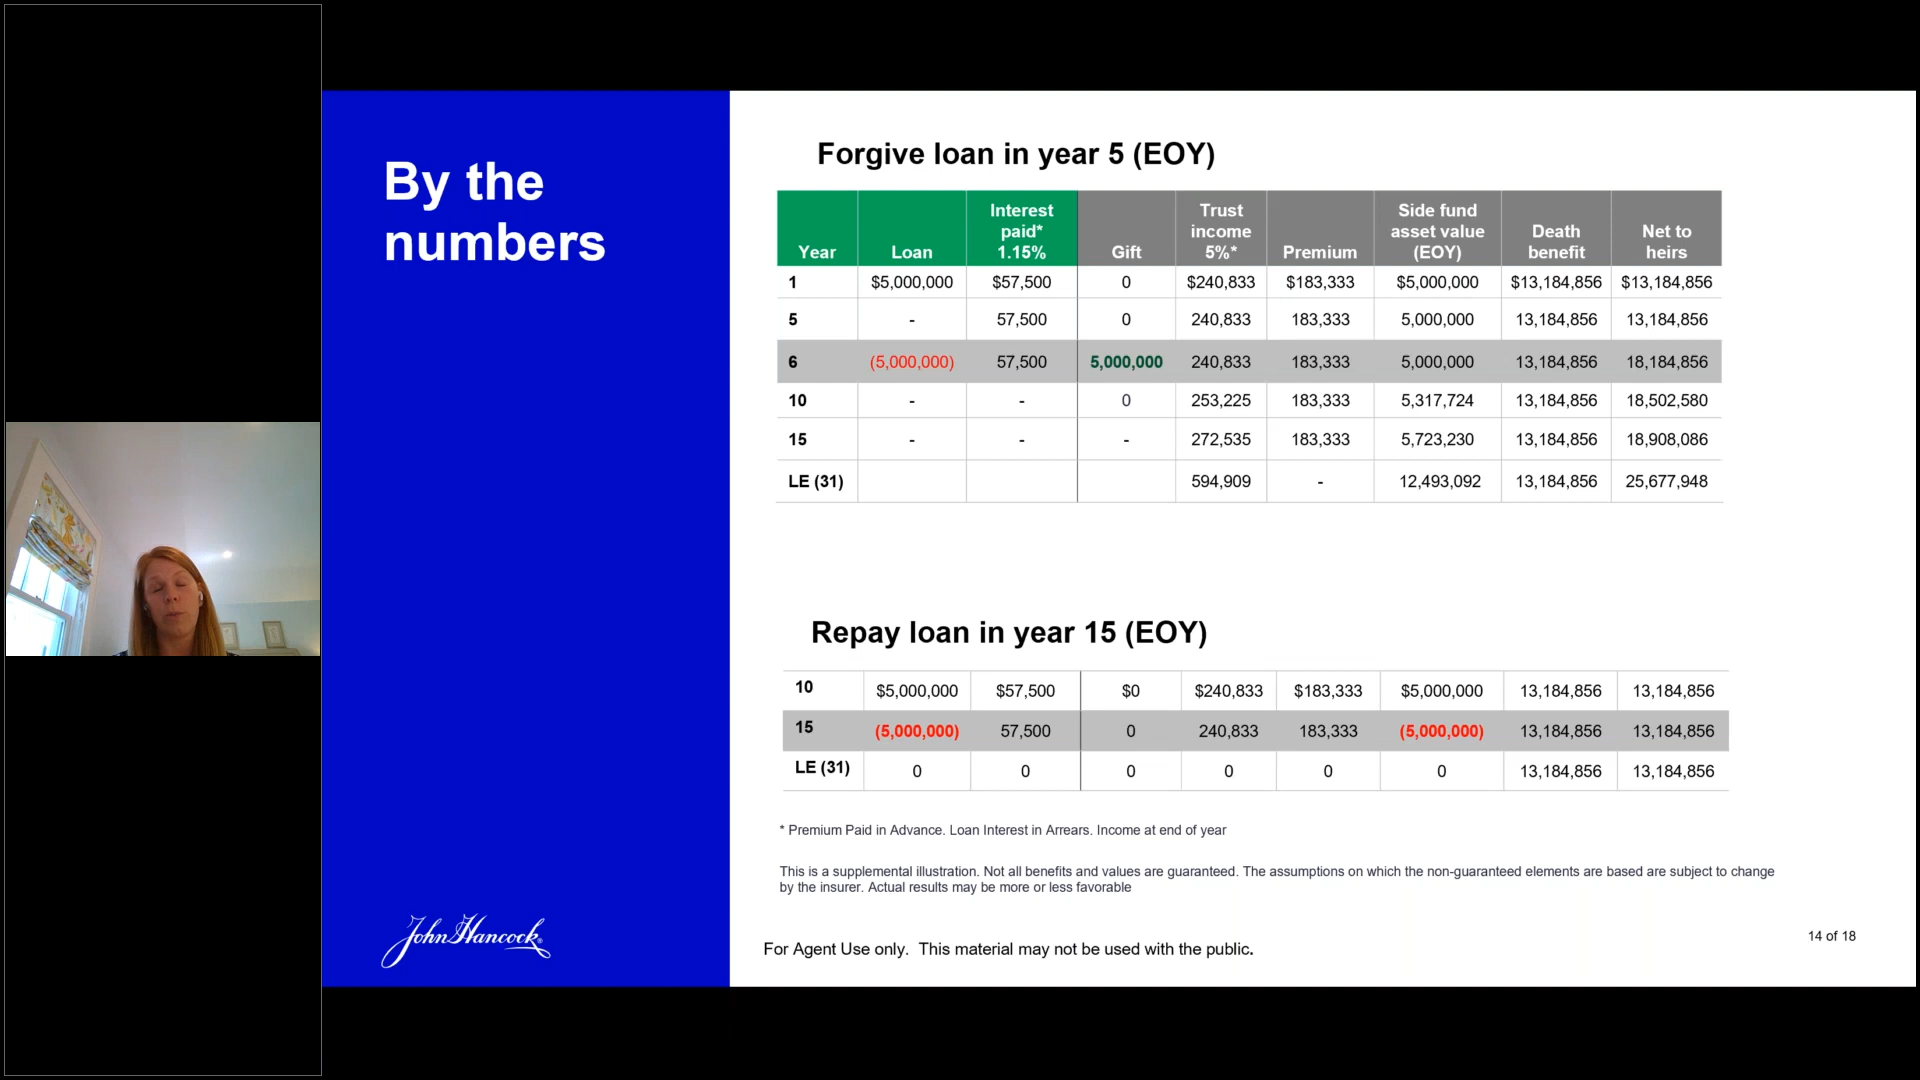 By the
numbers
Forgive loan in year 5 (EOY)
Year Loan Interest paid* 1.15% Gift Trust income 5%* Premium Side fund asset value (EOY) Death benefit Net to heirs
1 $5,000,000 $57,500 0 $240,833 $183,333 $5,000,000 $13,184,856 $13,184,856
5 - 57,500 0 240,833 183,333 5,000,000 13,184,856 13,184,856
6 (5,000,000) 57,500 5,000,000 240,833 183,333 5,000,000 13,184,856 18,184,856
10 - - 0 253,225 183,333 5,317,724 13,184,856 18,502,580
15 - - - 272,535 183,333 5,723,230 13,184,856 18,908,086
LE (31) 594,909 - 12,493,092 13,184,856 25,677,948
Repay loan in year 15 (EOY)
10 $5,000,000 $57,500 $0 $240,833 $183,333 $5,000,000 13,184,856 13,184,856
15 (5,000,000) 57,500 0 240,833 183,333 (5,000,000) 13,184,856 13,184,856
LE (31) 0 0 0 0 0 0 13,184,856 13,184,856
* Premium Paid in Advance. Loan Interest in Arrears. Income at end of year
This is a supplemental illustration. Not all benefits and values are guaranteed. The assumptions on which the non-guaranteed elements are based are subject to change
by the insurer. Actual results may be more or less favorable
John Hancock®
For Agent Use only. This material may not be used with the public.
14 of 18